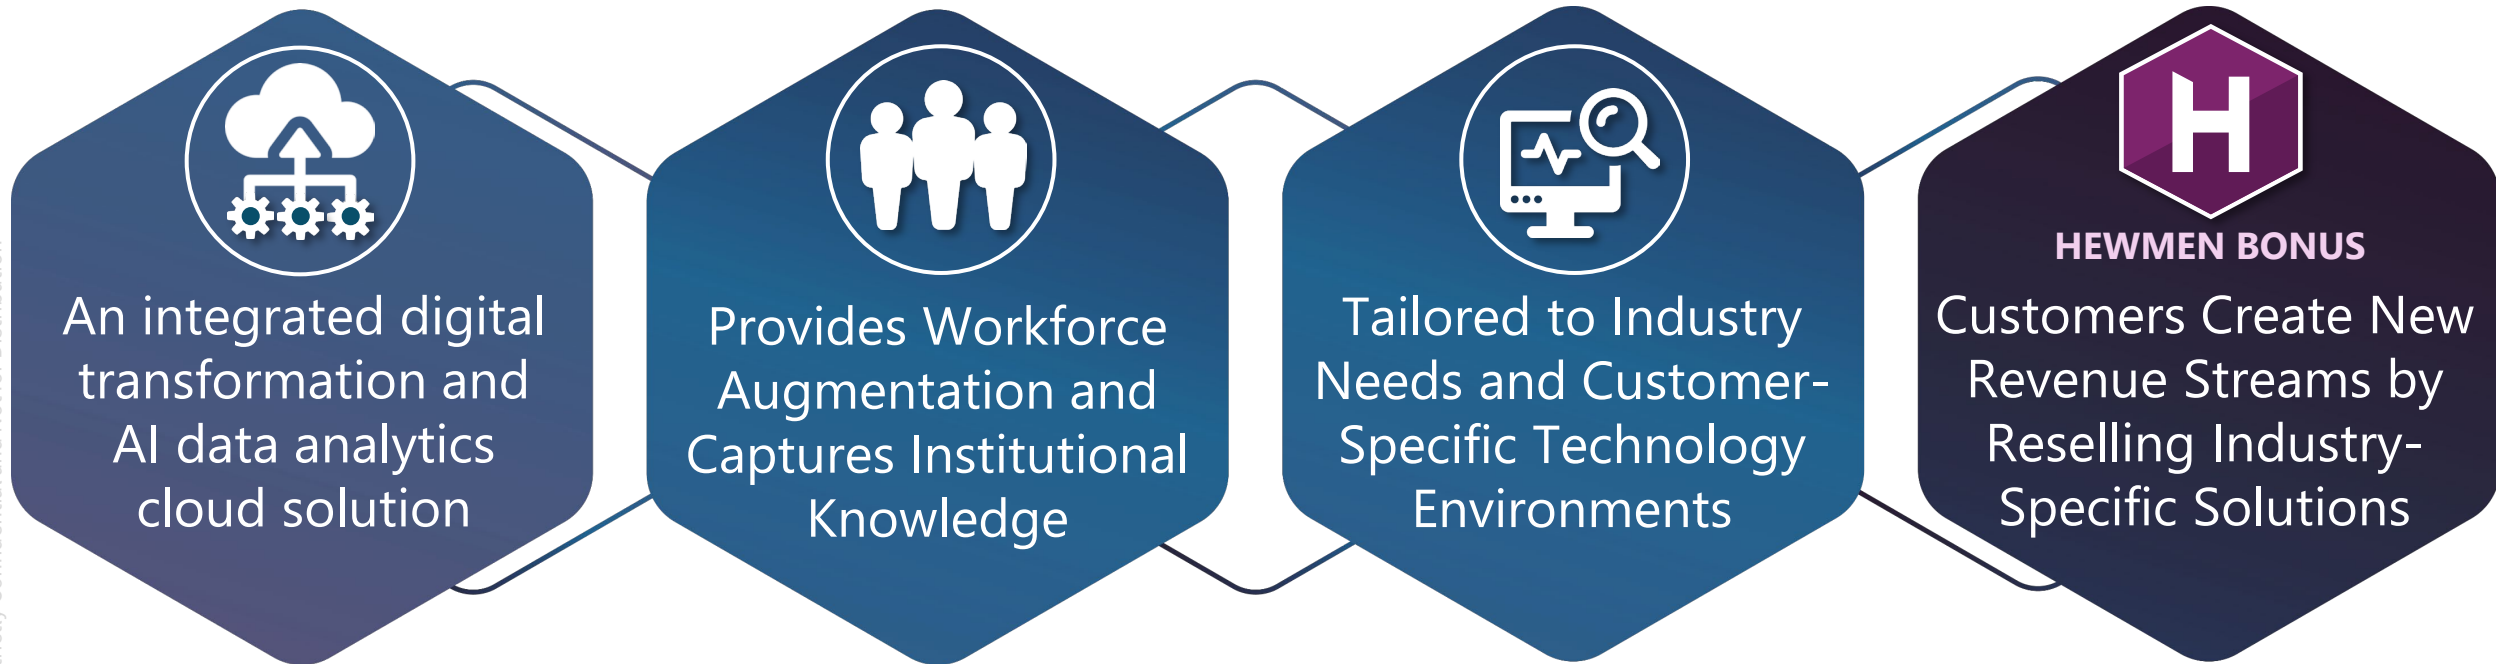 An integrated digital
transformation and
AI data analytics
cloud solution
Provides Workforce
Augmentation and
Captures Institutional
Knowledge
Tailored to Industry
Needs and Customer-
Specific Technology
Environments
H
HEWMEN BONUS
Customers Create New
Revenue Streams by
Reselling Industry-
Specific Solutions